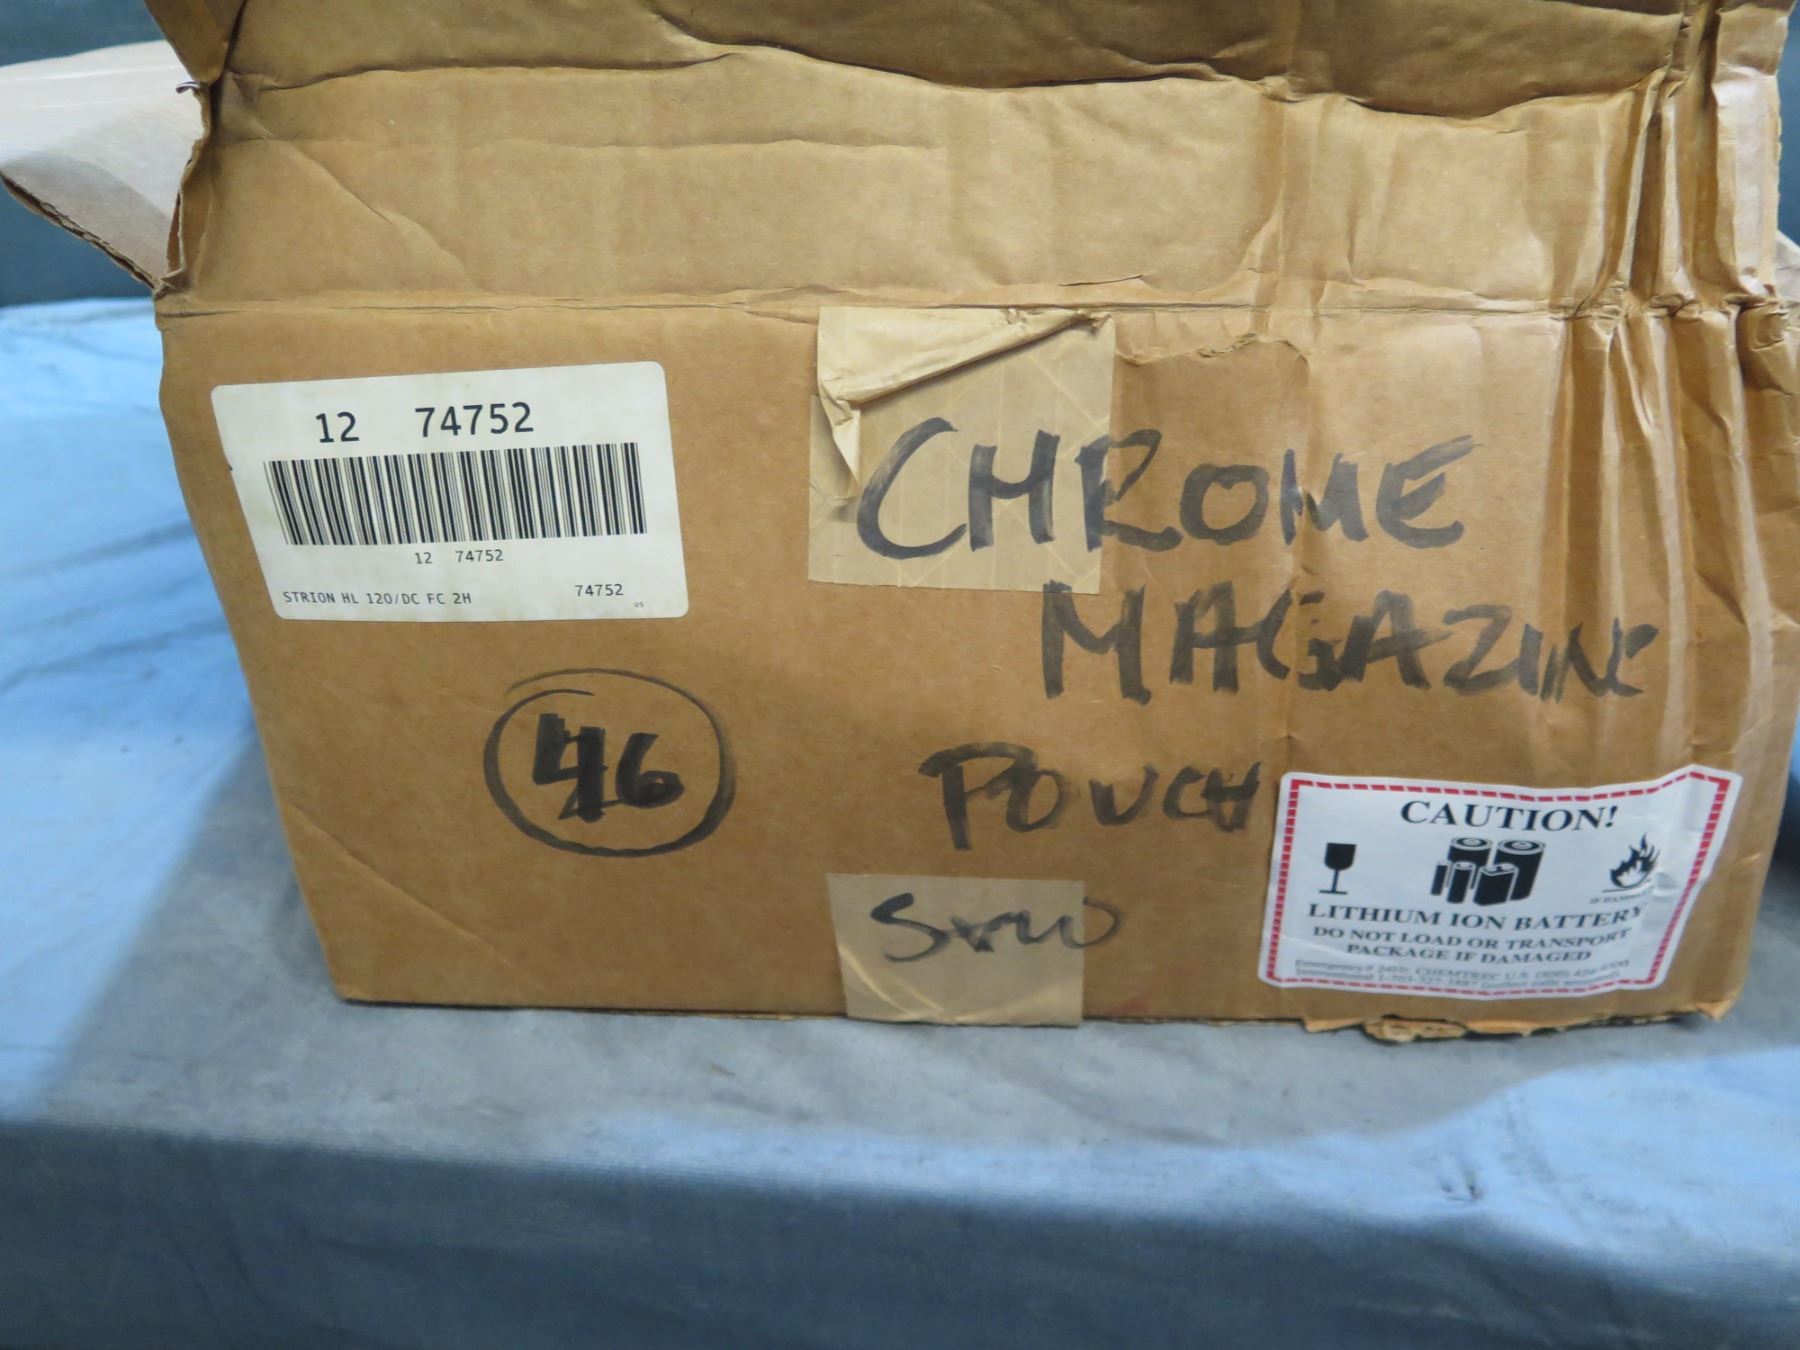 12 74752
12 74752
STRION HL 120/DC FC 2H 74752
US
CHROME
MAGAZINE
POUCH
46
CAUTION!
LITHIUM ION BATTERY
DO NOT LOAD OR TRANSPORT
PACKAGE IF DAMAGED